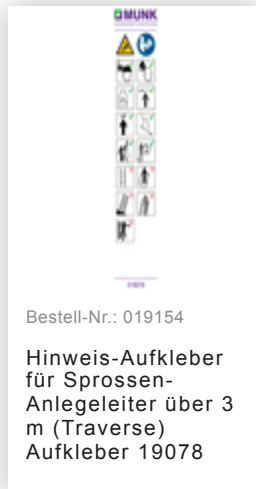 MUNK
19078
Bestell-Nr.: 019154
Hinweis-Aufkleber
für Sprossen-
Anlegeleiter über 3
m (Traverse)
Aufkleber 19078